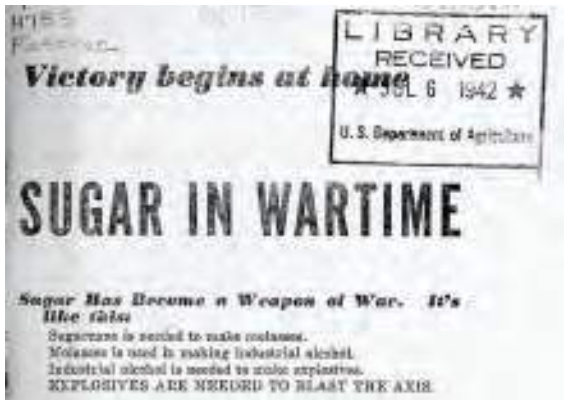 Victory begins at home
LIBRARY
RECEIVED
★ JUL 6 1942 ★
U. S. Department of Agriculture
SUGAR IN WARTIME
Sugar Has Become a Weapon of War. It's
like this:
Sugarcane is needed to make molasses.
Molasses is used in making industrial alcohol.
Industrial alcohol is needed to make explosives.
EXPLOSIVES ARE NEEDED TO BLAST THE AXIS.